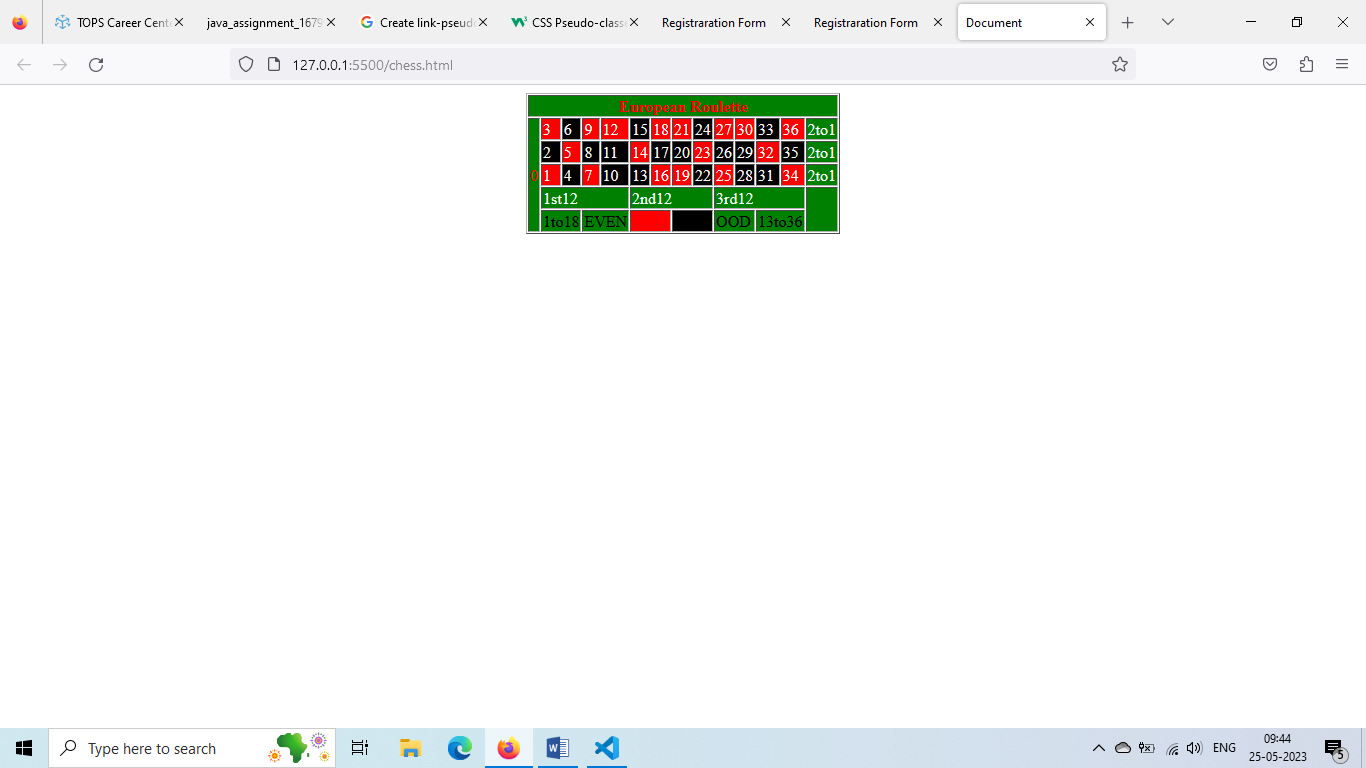 TOPS Career Cente
java_assignment_1679
Create link-pseudo
CSS Pseudo-classe
Registraration Form
Registraration Form
Document
127.0.0.1:5500/chess.html
European Roulette
3 6 9 12 15 18 21 24 27 30 33 36 2to1
2 5 8 11 14 17 20 23 26 29 32 35 2to1
0 1 4 7 10 13 16 19 22 25 28 31 34 2to1
1st12 2nd12 3rd12
1to18 EVEN OOD 13to36
Type here to search
ENG
09:44
25-05-2023
5